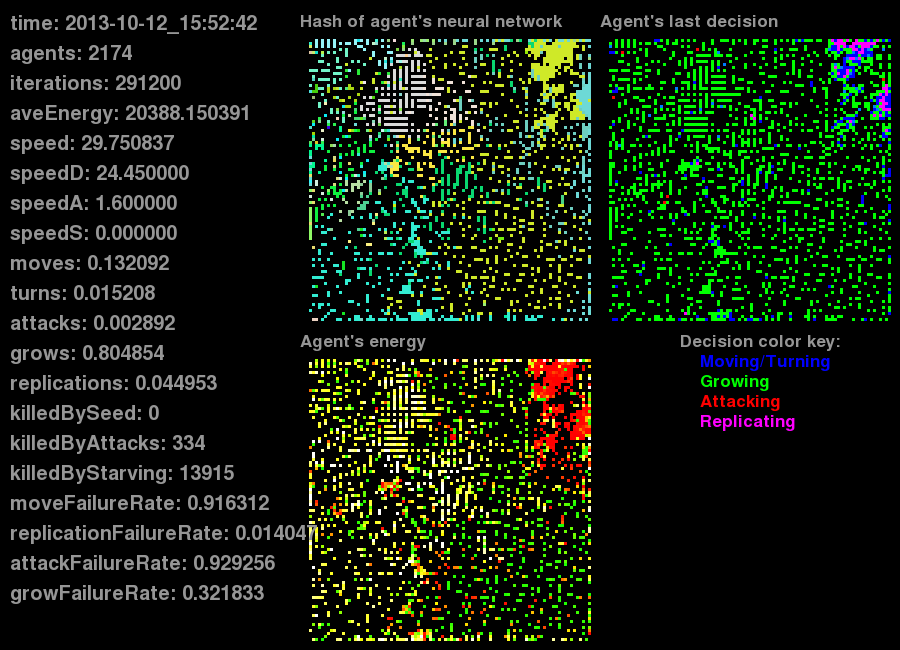 time: 2013-10-12_15:52:42
agents: 2174
iterations: 291200
aveEnergy: 20388.150391
speed: 29.750837
speedD: 24.450000
speedA: 1.600000
speedS: 0.000000
moves: 0.132092
turns: 0.015208
attacks: 0.002892
grows: 0.804854
replications: 0.044953
killedBySeed: 0
killedByAttacks: 334
killedByStarving: 13915
moveFailureRate: 0.916312
replicationFailureRate: 0.014047
attackFailureRate: 0.929256
growFailureRate: 0.321833
Hash of agent's neural network
Agent's last decision
Agent's energy
Decision color key:
Moving/Turning
Growing
Attacking
Replicating